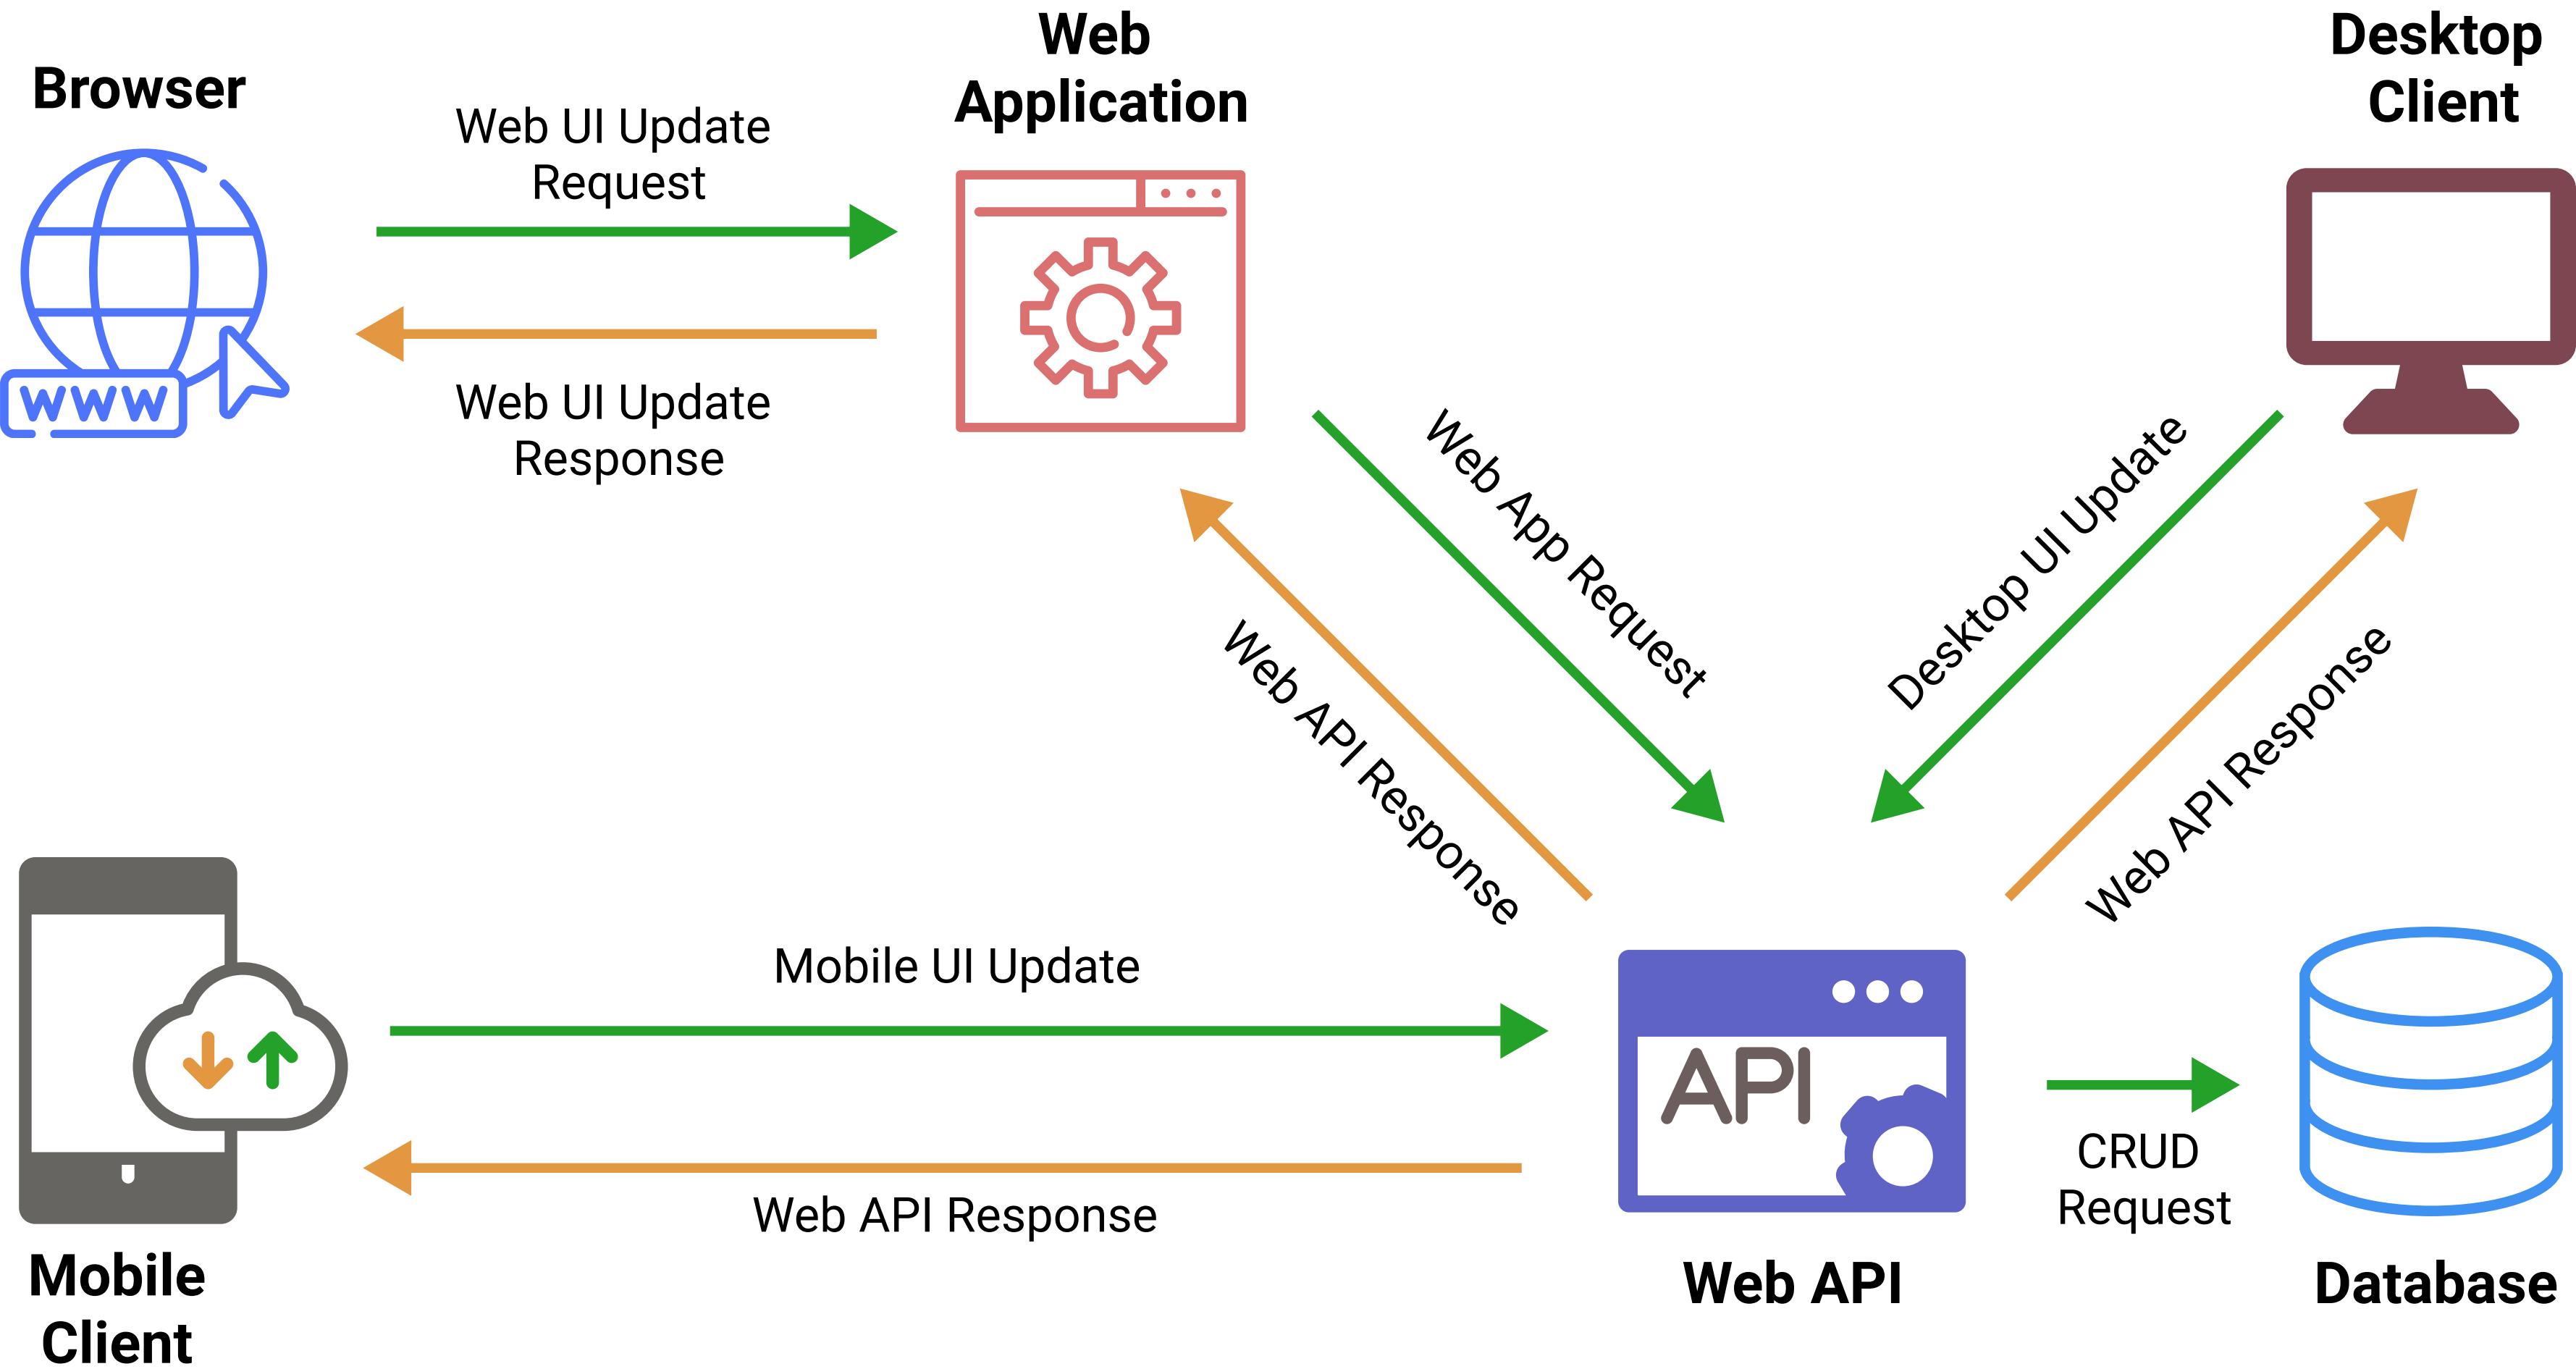 Browser
Web UI Update
Request
Web
Application
Desktop
Client
WWW
Web UI Update
Response
Web App Request
Desktop UI Update
Web API Response
Web API Response
Mobile UI Update
API
Web API Response
CRUD
Request
Mobile
Client
Web API
Database